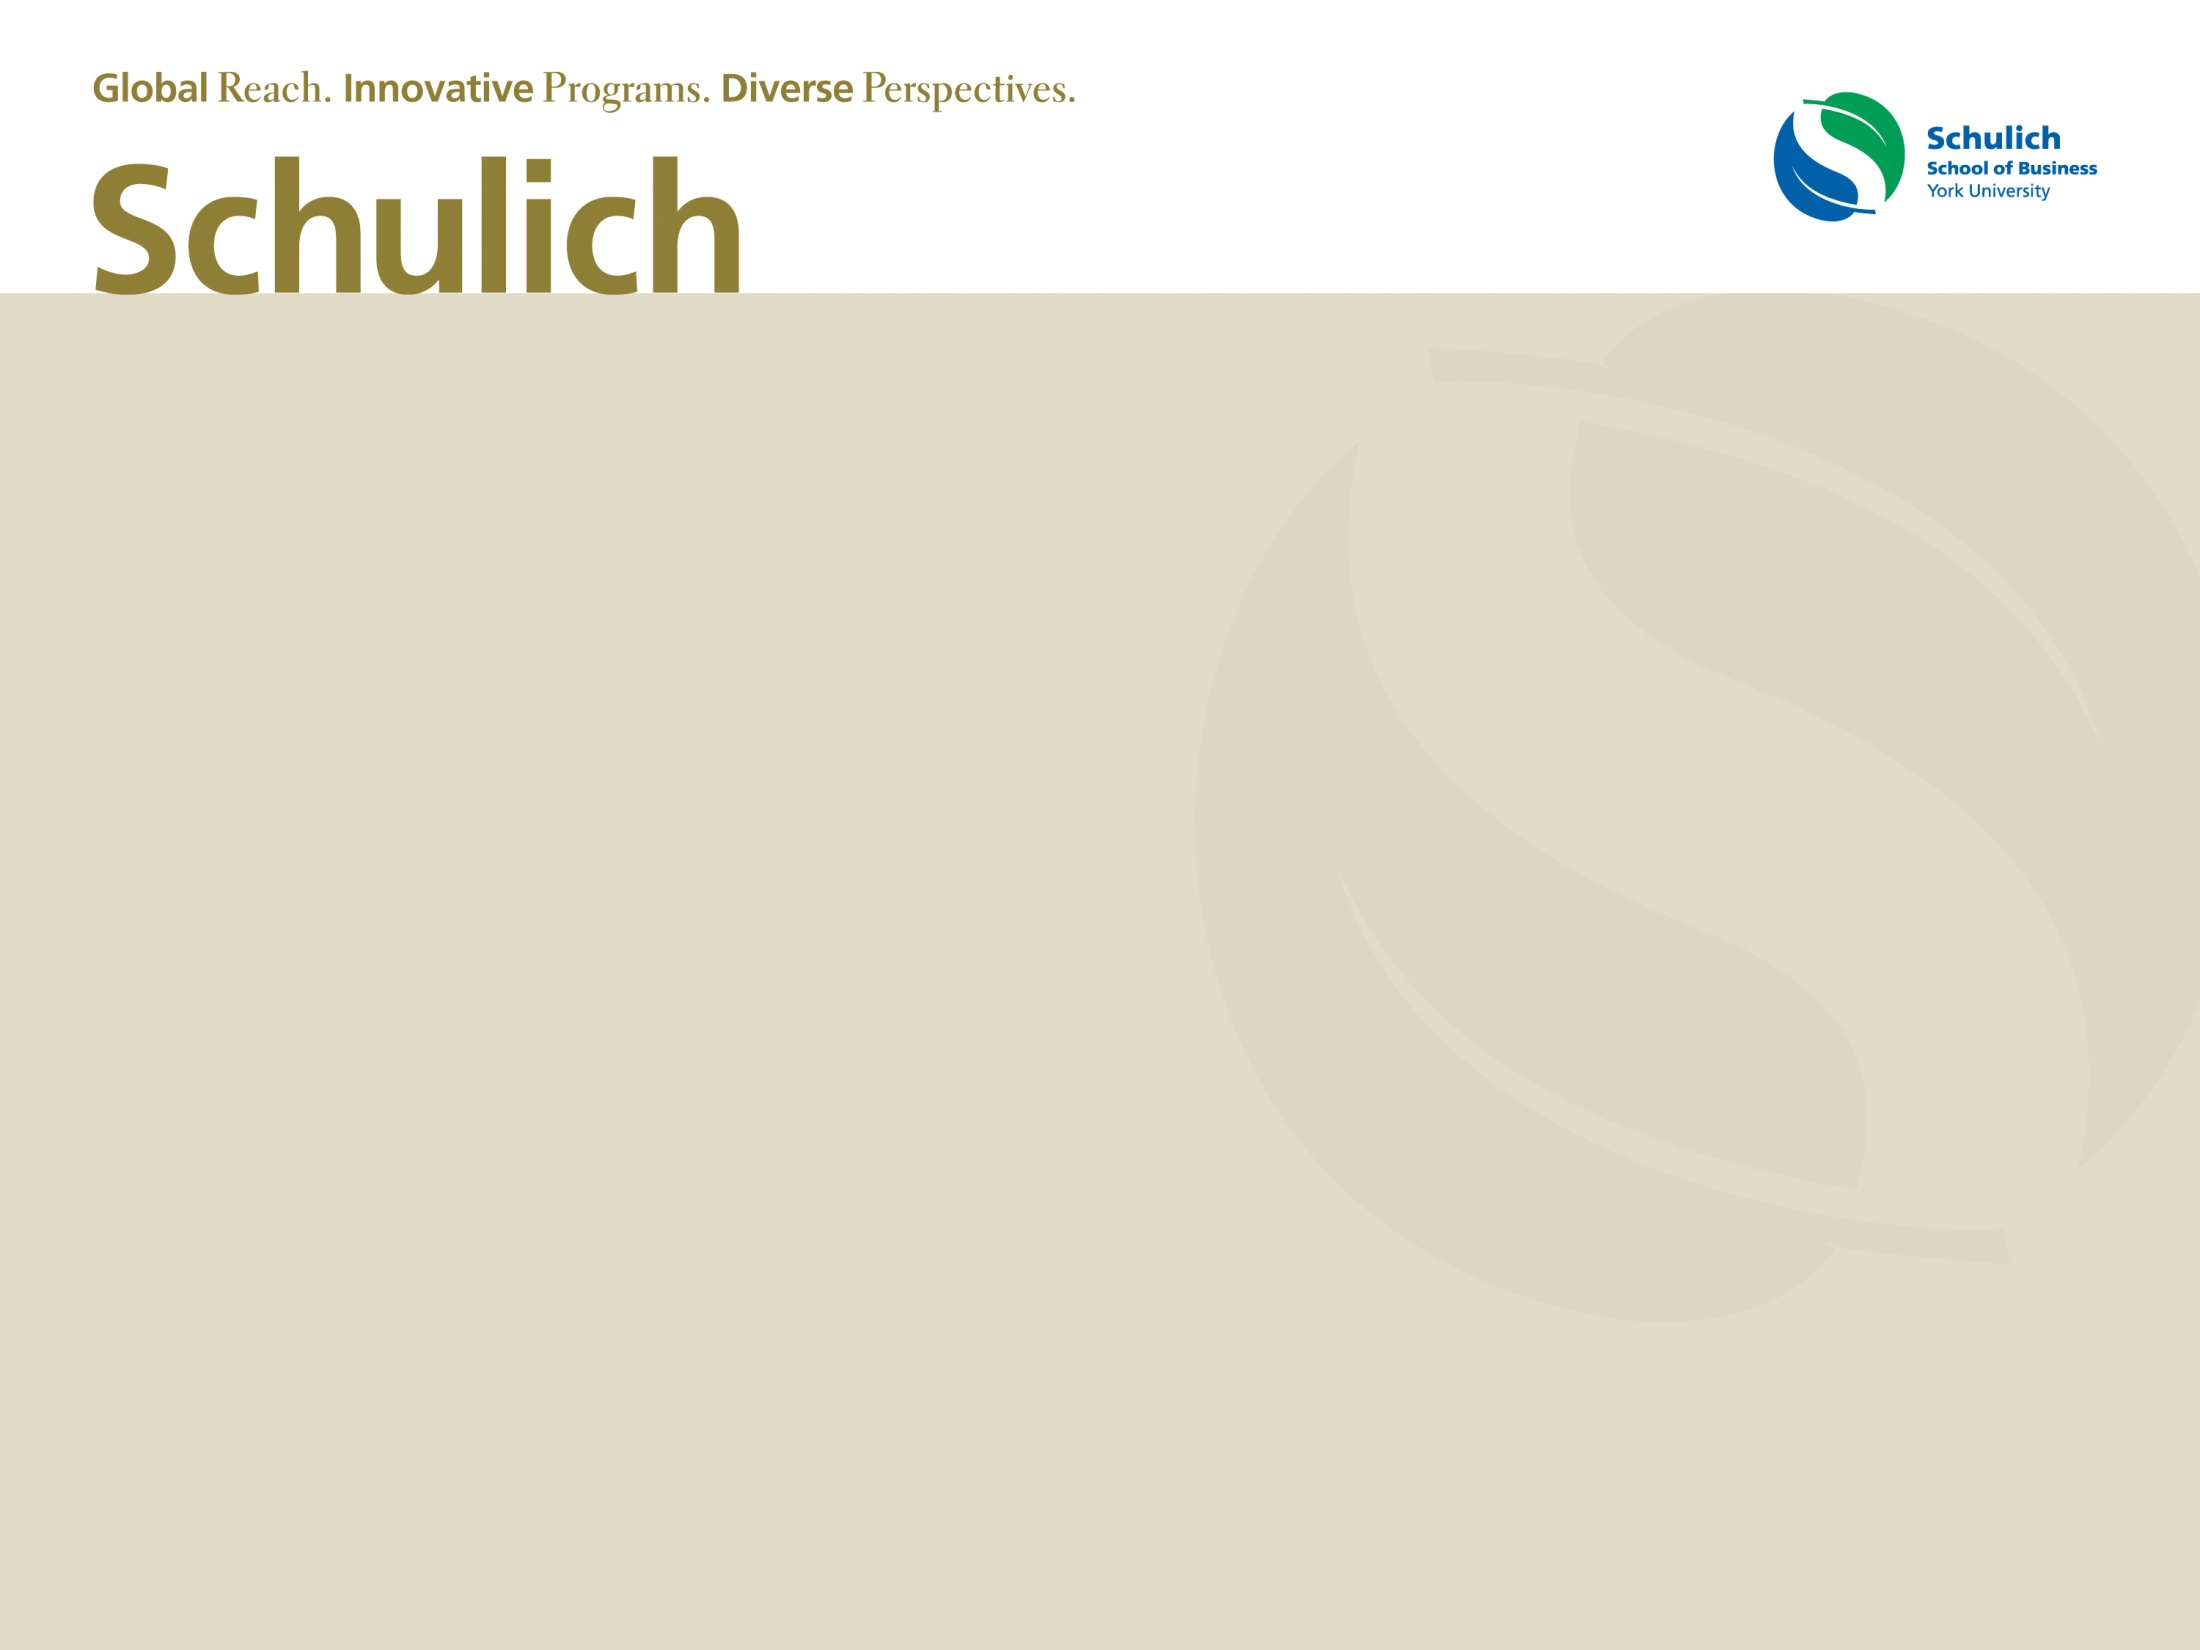 Global Reach. Innovative Programs. Diverse Perspectives.
Schulich
Schulich
School of Business
York University